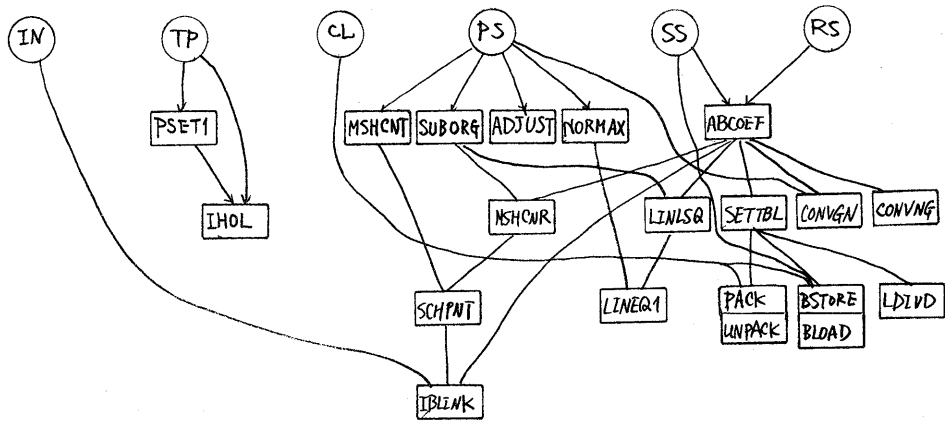 IN
TP
CL
PS
SS
RS
PSET1
MSHCNT
SUBORG
ADJUST
NORMAX
ABCOEF
IHOL
MSHCNR
LINLSQ
SETTBL
CONVGN
CONVNG
SCHPNT
LINEQ1
PACK
BSTORE
LDIVD
UNPACK
BLOAD
IBLINK